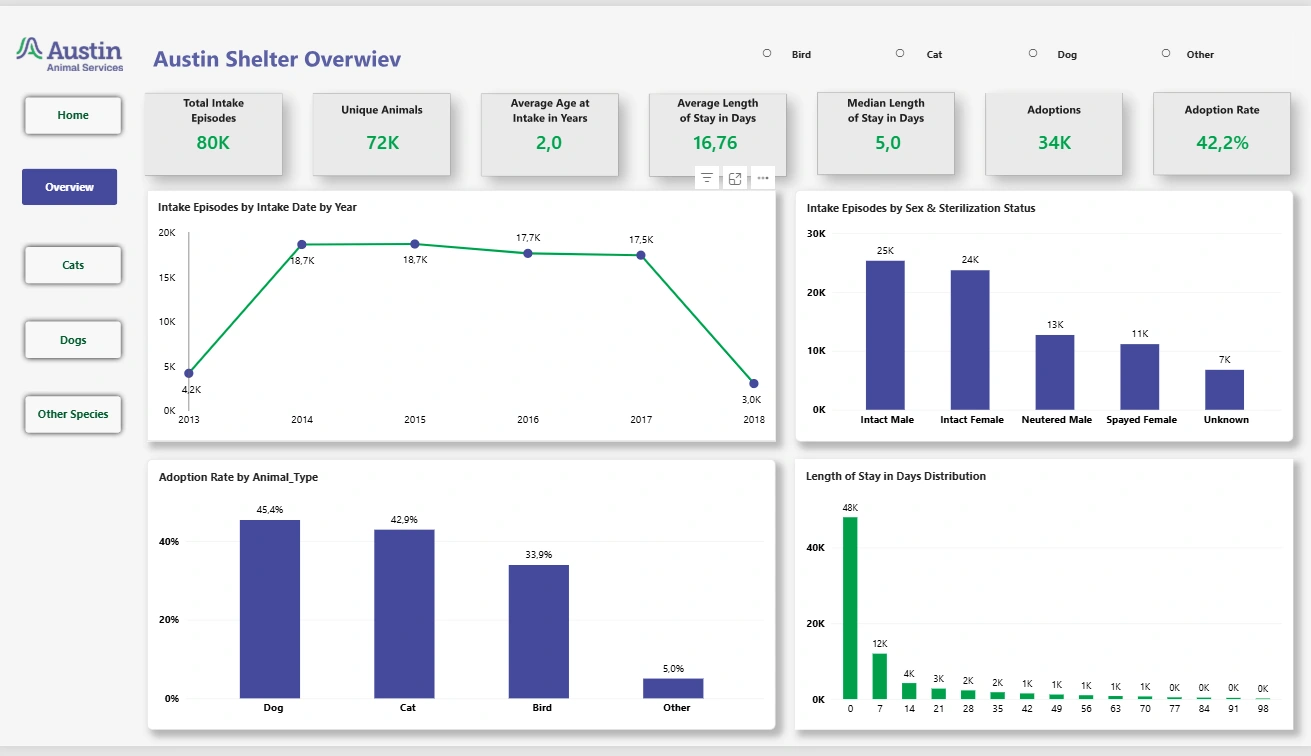 Austin
Animal Services
Austin Shelter Overwiev
Bird
Cat
Dog
Other
Home
Overview
Cats
Dogs
Other Species
Total Intake
Episodes
80K
Unique Animals
72K
Average Age at
Intake in Years
2,0
Average Length
of Stay in Days
16,76
Median Length
of Stay in Days
5,0
Adoptions
34K
Adoption Rate
42,2%
Intake Episodes by Intake Date by Year
20K
15K
10K
5K
0K
4,2K
18,7K
18,7K
17,7K
17,5K
3,0K
2013
2014
2015
2016
2017
2018
Intake Episodes by Sex & Sterilization Status
30K
20K
10K
0K
25K
24K
13K
11K
7K
Intact Male
Intact Female
Neutered Male
Spayed Female
Unknown
Adoption Rate by Animal_Type
40%
20%
0%
45,4%
42,9%
33,9%
5,0%
Dog
Cat
Bird
Other
Length of Stay in Days Distribution
40K
20K
0K
48K
12K
4K
3K
2K
2K
1K
1K
1K
1K
1K
0K
0K
0K
0K
0
7
14
21
28
35
42
49
56
63
70
77
84
91
98